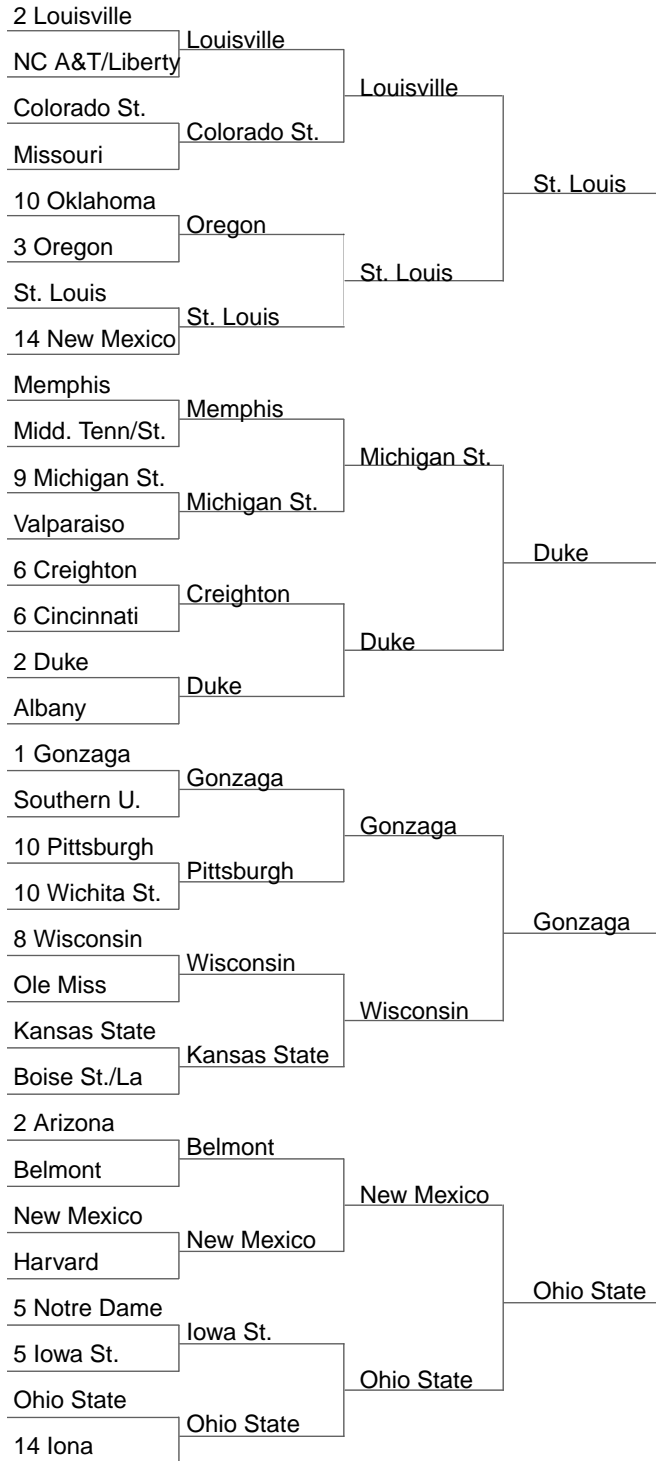 2 Louisville
NC A&T/Liberty
Colorado St.
Missouri
10 Oklahoma
3 Oregon
St. Louis
14 New Mexico
Memphis
Midd. Tenn/St.
9 Michigan St.
Valparaiso
6 Creighton
6 Cincinnati
2 Duke
Albany
1 Gonzaga
Southern U.
10 Pittsburgh
10 Wichita St.
8 Wisconsin
Ole Miss
Kansas State
Boise St./La
2 Arizona
Belmont
New Mexico
Harvard
5 Notre Dame
5 Iowa St.
Ohio State
14 Iona
Louisville
Colorado St.
Oregon
St. Louis
Memphis
Michigan St.
Creighton
Duke
Gonzaga
Pittsburgh
Wisconsin
Kansas State
Belmont
New Mexico
Iowa St.
Ohio State
Louisville
St. Louis
Michigan St.
Duke
Gonzaga
Wisconsin
New Mexico
Ohio State
St. Louis
Duke
Gonzaga
Ohio State